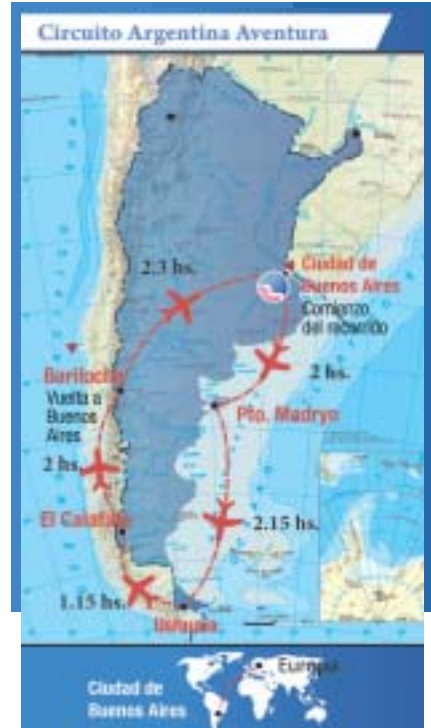 Circuito Argentina Aventura
2.3 hs.
Ciudad de
Buenos Aires
Comienzo
del recorrido
2 hs.
Bariloche
Vuelta a
Buenos
Aires
Pto. Madryn
2 hs.
El Calafate
2.15 hs.
1.15 hs.
Ushuaia
Europa
Ciudad de
Buenos Aires